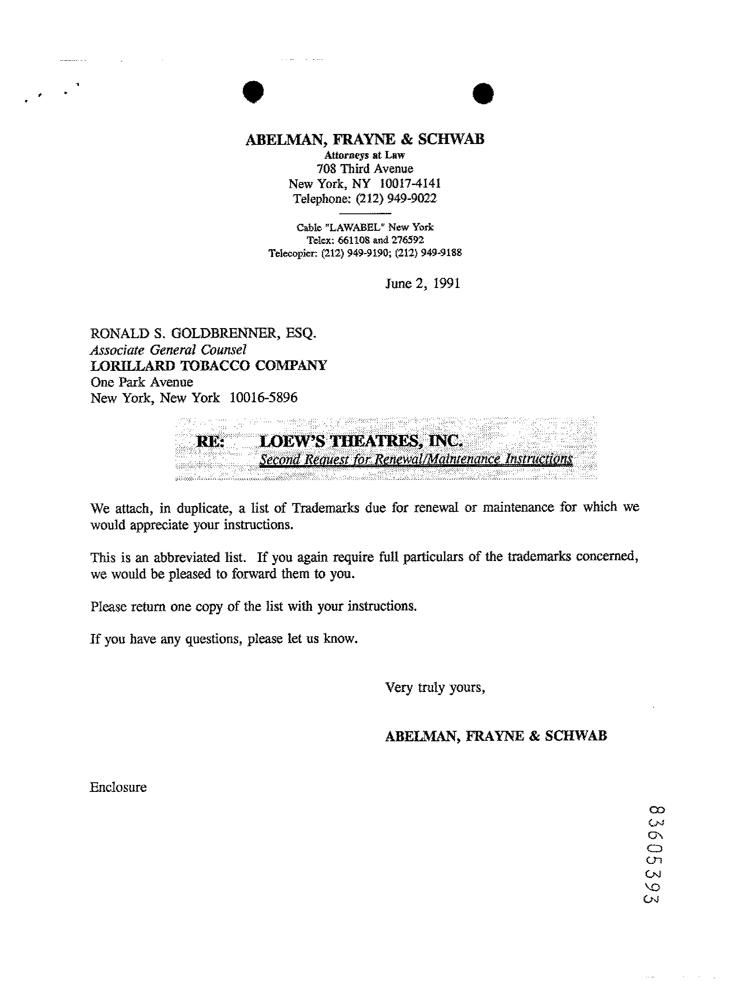 ABELMAN, FRAYNE & SCHWAB
Attorneys at Law
708 Third Avenue
New York, NY 10017-4141
Telephone: (212) 949-9022
Cable "LAWABEL" New York
Telex: 661108 and 276592
Telecopier: (212) 949-9190; (212) 949-9188
June 2, 1991
RONALD S. GOLDBRENNER, ESQ.
Associate General Counsel
LORILLARD TOBACCO COMPANY
One Park Avenue
New York, New York 10016-5896
RE: LOEW'S THEATRES, INC.
Second Request for Renewal/Maintenance Instructions
We attach, in duplicate, a list of Trademarks due for renewal or maintenance for which we
would appreciate your instructions.
This is an abbreviated list. If you again require full particulars of the trademarks concerned,
we would be pleased to forward them to you.
Please return one copy of the list with your instructions.
If you have any questions, please let us know.
Very truly yours,
ABELMAN, FRAYNE & SCHWAB
Enclosure
83605393